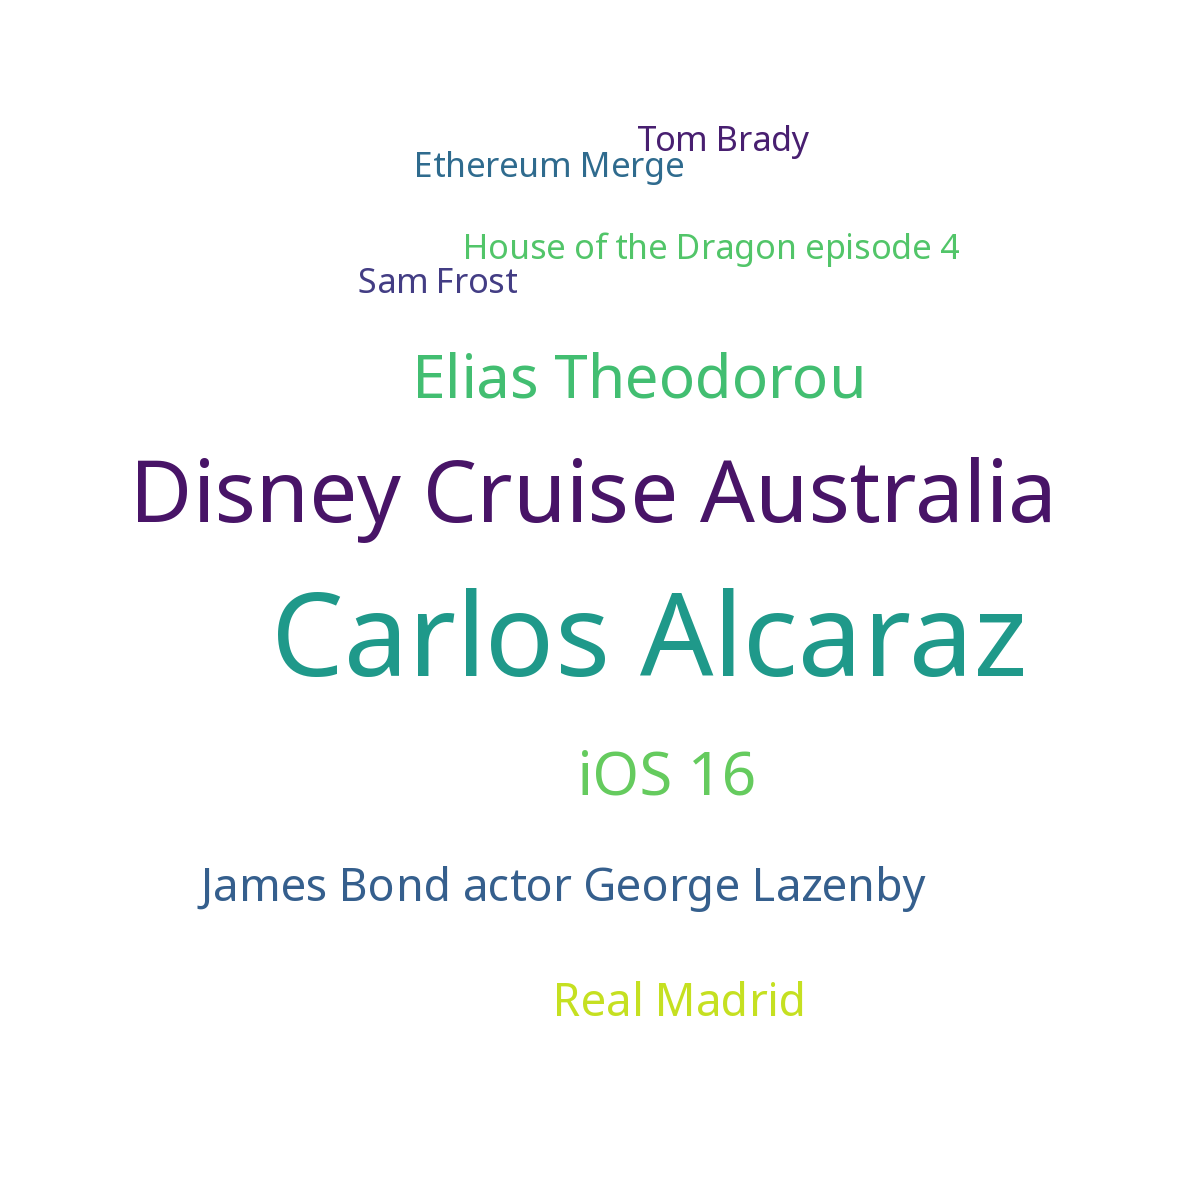 Tom Brady
Ethereum Merge
House of the Dragon episode 4
Sam Frost
Elias Theodorou
Disney Cruise Australia
Carlos Alcaraz
iOS 16
James Bond actor George Lazenby
Real Madrid